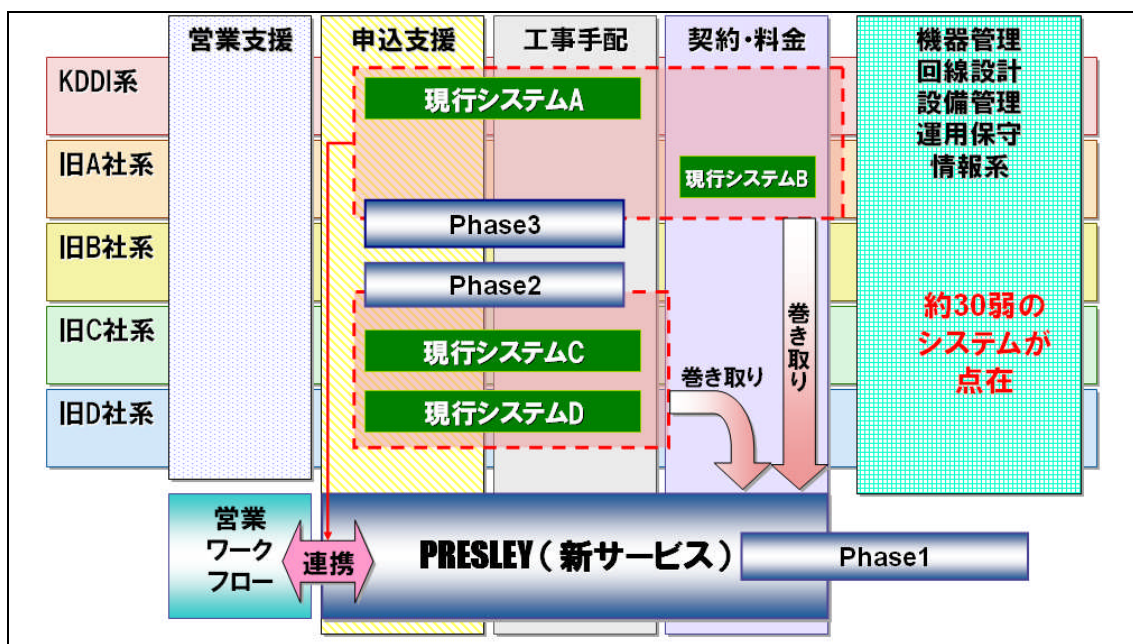 営業支援
申込支援
工事手配
契約・料金
機器管理
回線設計
設備管理
運用保守
情報系
KDDI系
現行システムA
旧A社系
現行システムB
Phase3
旧B社系
Phase2
約30弱の
システムが
点在
旧C社系
現行システムC
巻き取り
巻き取り
旧D社系
現行システムD
営業
ワーク
フロー
連携
PRESLEY(新サービス)
Phase1